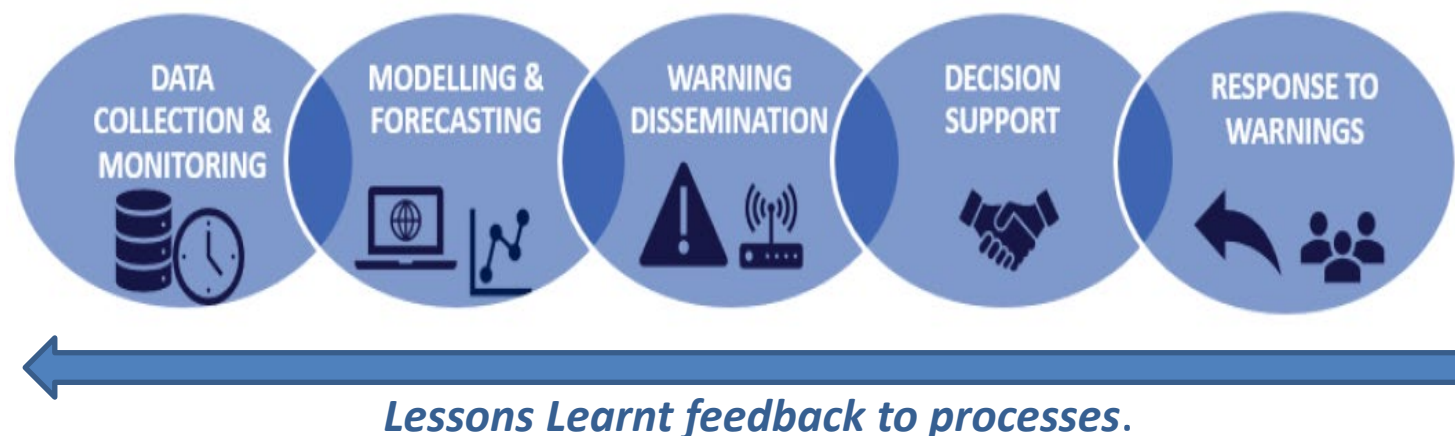 DATA
COLLECTION &
MONITORING
MODELLING &
FORECASTING
WARNING
DISSEMINATION
DECISION
SUPPORT
RESPONSE TO
WARNINGS
Lessons Learnt feedback to processes.